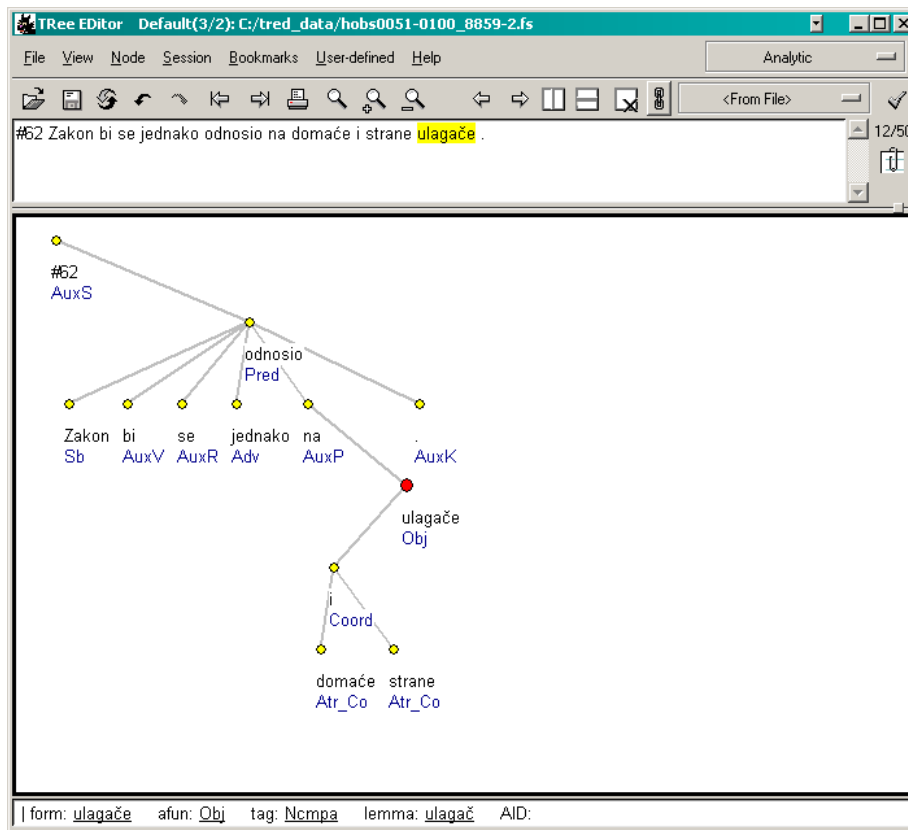 TRee EDitor Default(3/2): C:/tred_data/hobs0051-0100_8859-2.fs
File View Node Session Bookmarks User-defined Help Analytic
<From File>
#62 Zakon bi se jednako odnosio na domaće i strane ulagače .
12/50
#62
AuxS
odnosio
Pred
Zakon bi se jednako na .
Sb AuxV AuxR Adv AuxP AuxK
ulagače
Obj
i
Coord
domaće strane
Atr_Co Atr_Co
form: ulagače afun: Obj tag: Ncmpa lemma: ulagač AID: